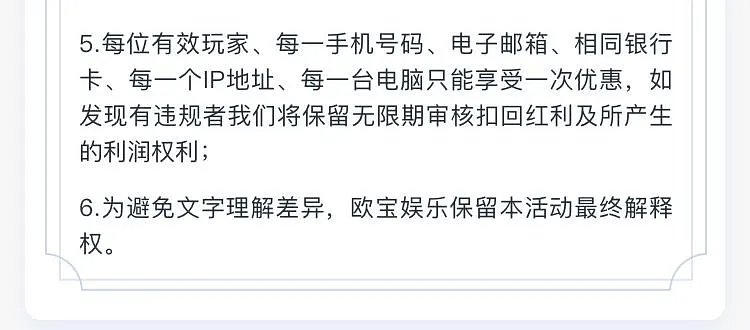 5.每位有效玩家、每一手机号码、电子邮箱、相同银行
卡、每一个IP地址、每一台电脑只能享受一次优惠，如
发现有违规者我们将保留无限期审核扣回红利及所产生
的利润权利；
6.为避免文字理解差异，欧宝娱乐保留本活动最终解释
权。